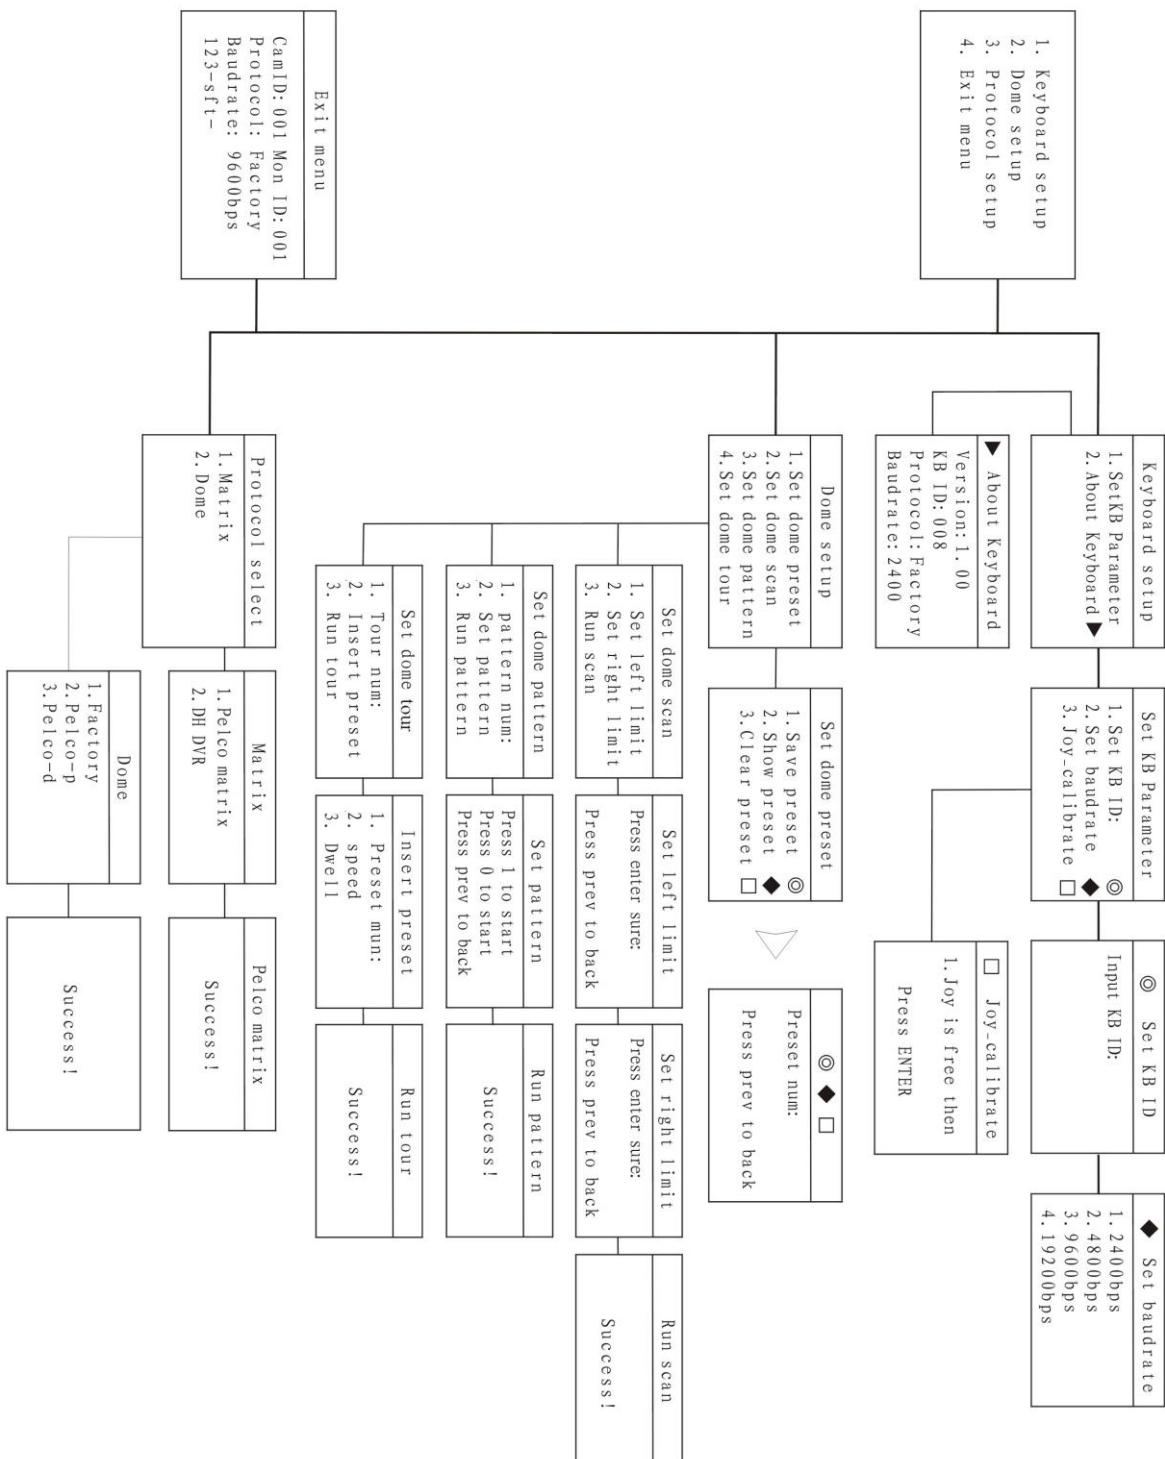 1. Keyboard setup
2. Dome setup
3. Protocol setup
4. Exit menu
Keyboard setup
1. SetKB Parameter
2. About Keyboard ▼
Set KB Parameter
1. Set KB ID: ◎
2. Set baudrate ◆
3. Joy-calibrate □
◎ Set KB ID
Input KB ID:
◆ Set baudrate
1. 2400bps
2. 4800bps
3. 9600bps
4. 19200bps
▼ About Keyboard
Version:1.00
KB ID:008
Protocol:Factory
Baudrate:2400
□ Joy-calibrate
1. Joy is free then
Press ENTER
Dome setup
1.Set dome preset
2.Set dome scan
3.Set dome pattern
4.Set dome tour
Set dome preset
1. Save preset ◎
2. Show preset ◆
3.Clear preset □
◎ ◆ □
Preset num:
Press prev to back
Set dome scan
1. Set left limit
2. Set right limit
3. Run scan
Set left limit
Press enter sure:
Press prev to back
Set right limit
Press enter sure:
Press prev to back
Run scan
Success!
Set dome pattern
1. pattern num:
2. Set pattern
3. Run pattern
Set pattern
Press 1 to start
Press 0 to start
Press prev to back
Run pattern
Success!
Set dome tour
1. Tour num:
2. Insert preset
3. Run tour
Insert preset
1. Preset mun:
2. speed
3. Dwell
Run tour
Success!
Exit menu
CamID:001 Mon ID:001
Protocol: Factory
Baudrate: 9600bps
123-sft-
Protocol select
1.Matrix
2. Dome
Matrix
1.Pelco matrix
2.DH DVR
Pelco matrix
Success!
Dome
1.Factory
2.Pelco-p
3.Pelco-d
Success!